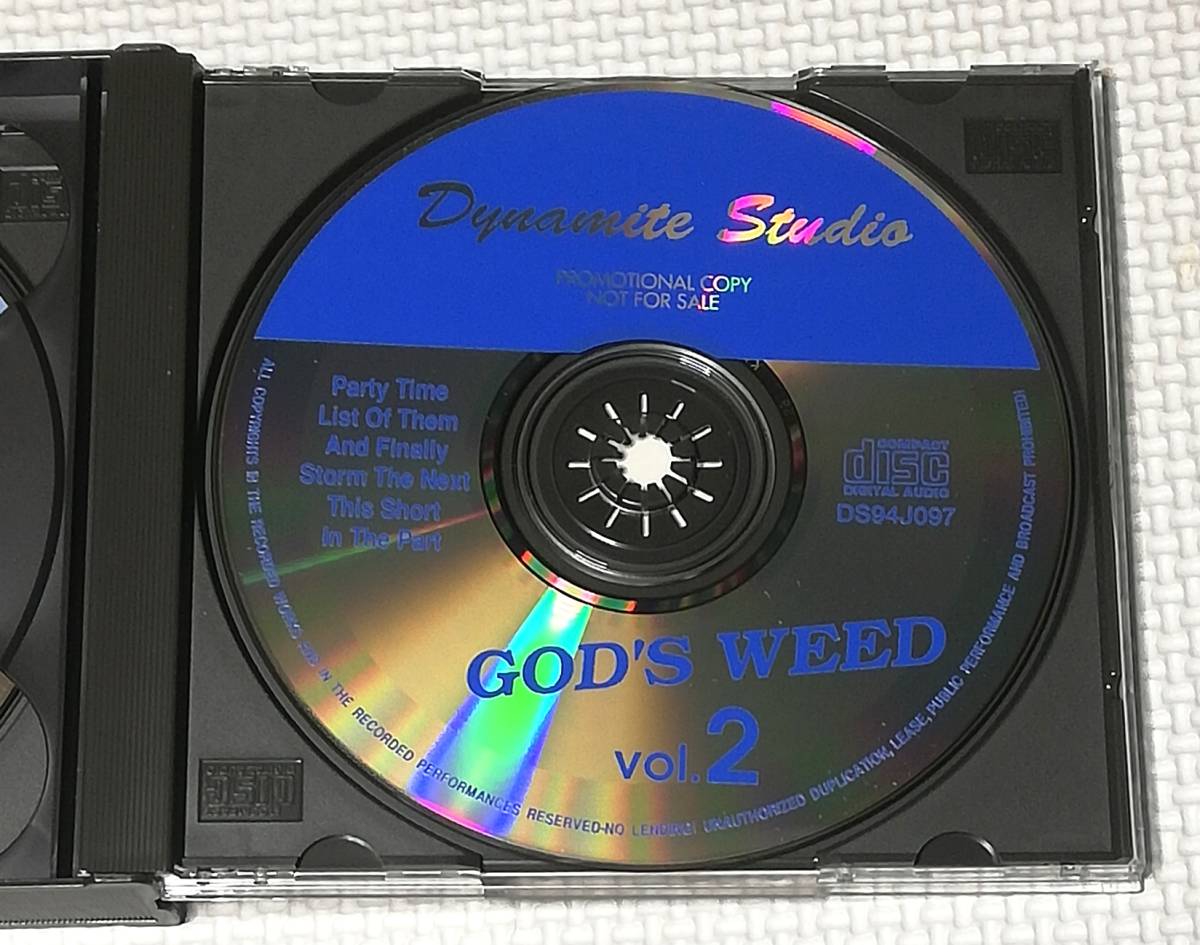 Dynamite Studio
PROMOTIONAL COPY
NOT FOR SALE
Party Time
List Of Them
And Finally
Storm The Next
This Short
In The Part
COMPACT
disc
DIGITAL AUDIO
DS94J097
GOD'S WEED
vol.2
ALL COPYRIGHTS IN THE RECORDED WORKS AND IN THE RECORDED PERFORMANCES RESERVED-NO LENDING! UNAUTHORIZED DUPLICATION, LEASE, PUBLIC PERFORMANCE AND BROADCAST PROHIBITED!
disc